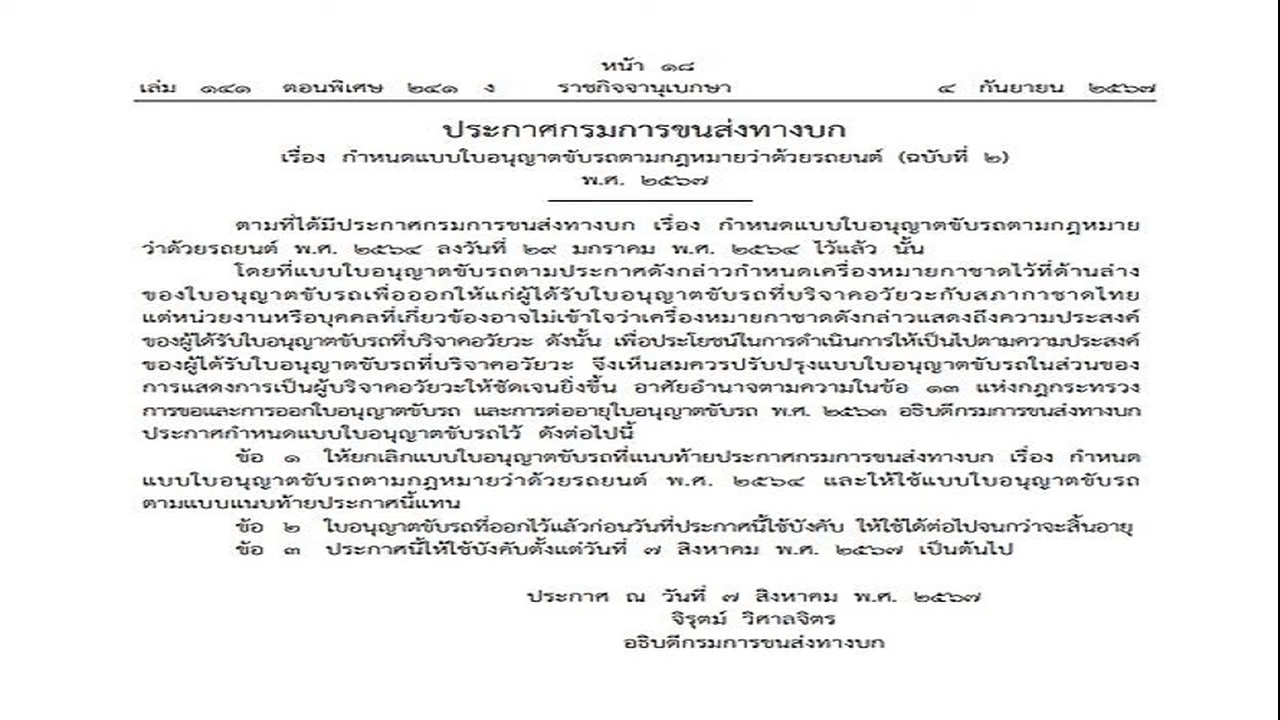 หน้า ๑๘
เล่ม ๑๔๑ ตอนพิเศษ ๒๔๑ ง ราชกิจจานุเบกษา ๔ กันยายน ๒๕๖๗
ประกาศกรมการขนส่งทางบก
เรื่อง กำหนดแบบใบอนุญาตขับรถตามกฎหมายว่าด้วยรถยนต์ (ฉบับที่ ๒)
พ.ศ. ๒๕๖๗
ตามที่ได้มีประกาศกรมการขนส่งทางบก เรื่อง กำหนดแบบใบอนุญาตขับรถตามกฎหมาย
ว่าด้วยรถยนต์ พ.ศ. ๒๕๖๔ ลงวันที่ ๒๙ มกราคม พ.ศ. ๒๕๖๔ ไว้แล้ว นั้น
โดยที่แบบใบอนุญาตขับรถตามประกาศดังกล่าวกำหนดเครื่องหมายกาชาดไว้ที่ด้านล่าง
ของใบอนุญาตขับรถเพื่อออกให้แก่ผู้ได้รับใบอนุญาตขับรถที่บริจาคอวัยวะกับสภากาชาดไทย
แต่หน่วยงานหรือบุคคลที่เกี่ยวข้องอาจไม่เข้าใจว่าเครื่องหมายกาชาดดังกล่าวแสดงถึงความประสงค์
ของผู้ได้รับใบอนุญาตขับรถที่บริจาคอวัยวะ ดังนั้น เพื่อประโยชน์ในการดำเนินการให้เป็นไปตามความประสงค์
ของผู้ได้รับใบอนุญาตขับรถที่บริจาคอวัยวะ จึงเห็นสมควรปรับปรุงแบบใบอนุญาตขับรถในส่วนของ
การแสดงการเป็นผู้บริจาคอวัยวะให้ชัดเจนยิ่งขึ้น อาศัยอำนาจตามความในข้อ ๑๓ แห่งกฎกระทรวง
การขอและการออกใบอนุญาตขับรถ และการต่ออายุใบอนุญาตขับรถ พ.ศ. ๒๕๖๓ อธิบดีกรมการขนส่งทางบก
ประกาศกำหนดแบบใบอนุญาตขับรถไว้ ดังต่อไปนี้
ข้อ ๑ ให้ยกเลิกแบบใบอนุญาตขับรถที่แนบท้ายประกาศกรมการขนส่งทางบก เรื่อง กำหนด
แบบใบอนุญาตขับรถตามกฎหมายว่าด้วยรถยนต์ พ.ศ. ๒๕๖๔ และให้ใช้แบบใบอนุญาตขับรถ
ตามแบบแนบท้ายประกาศนี้แทน
ข้อ ๒ ใบอนุญาตขับรถที่ออกไว้แล้วก่อนวันที่ประกาศนี้ใช้บังคับ ให้ใช้ได้ต่อไปจนกว่าจะสิ้นอายุ
ข้อ ๓ ประกาศนี้ให้ใช้บังคับตั้งแต่วันที่ ๗ สิงหาคม พ.ศ. ๒๕๖๗ เป็นต้นไป
ประกาศ ณ วันที่ ๗ สิงหาคม พ.ศ. ๒๕๖๗
จิรุตม์ วิศาลจิตร
อธิบดีกรมการขนส่งทางบก